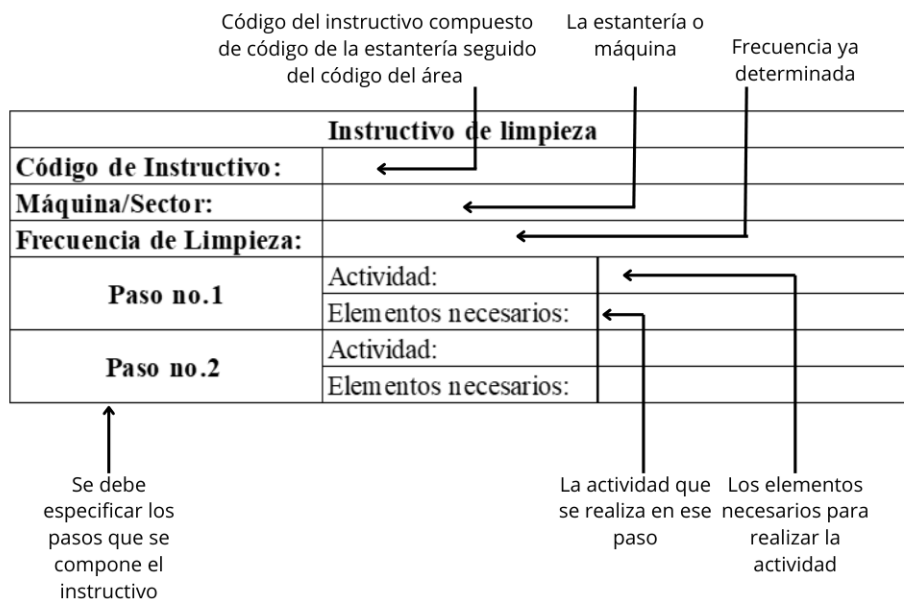 Código del instructivo compuesto
de código de la estantería seguido
del código del área
La estantería o
máquina
Frecuencia ya
determinada
Instructivo de limpieza
Código de Instructivo:
Máquina/Sector:
Frecuencia de Limpieza:
Paso no.1
Actividad:
Elementos necesarios:
Paso no.2
Actividad:
Elementos necesarios:
Se debe
especificar los
pasos que se
compone el
instructivo
La actividad que
se realiza en ese
paso
Los elementos
necesarios para
realizar la
actividad